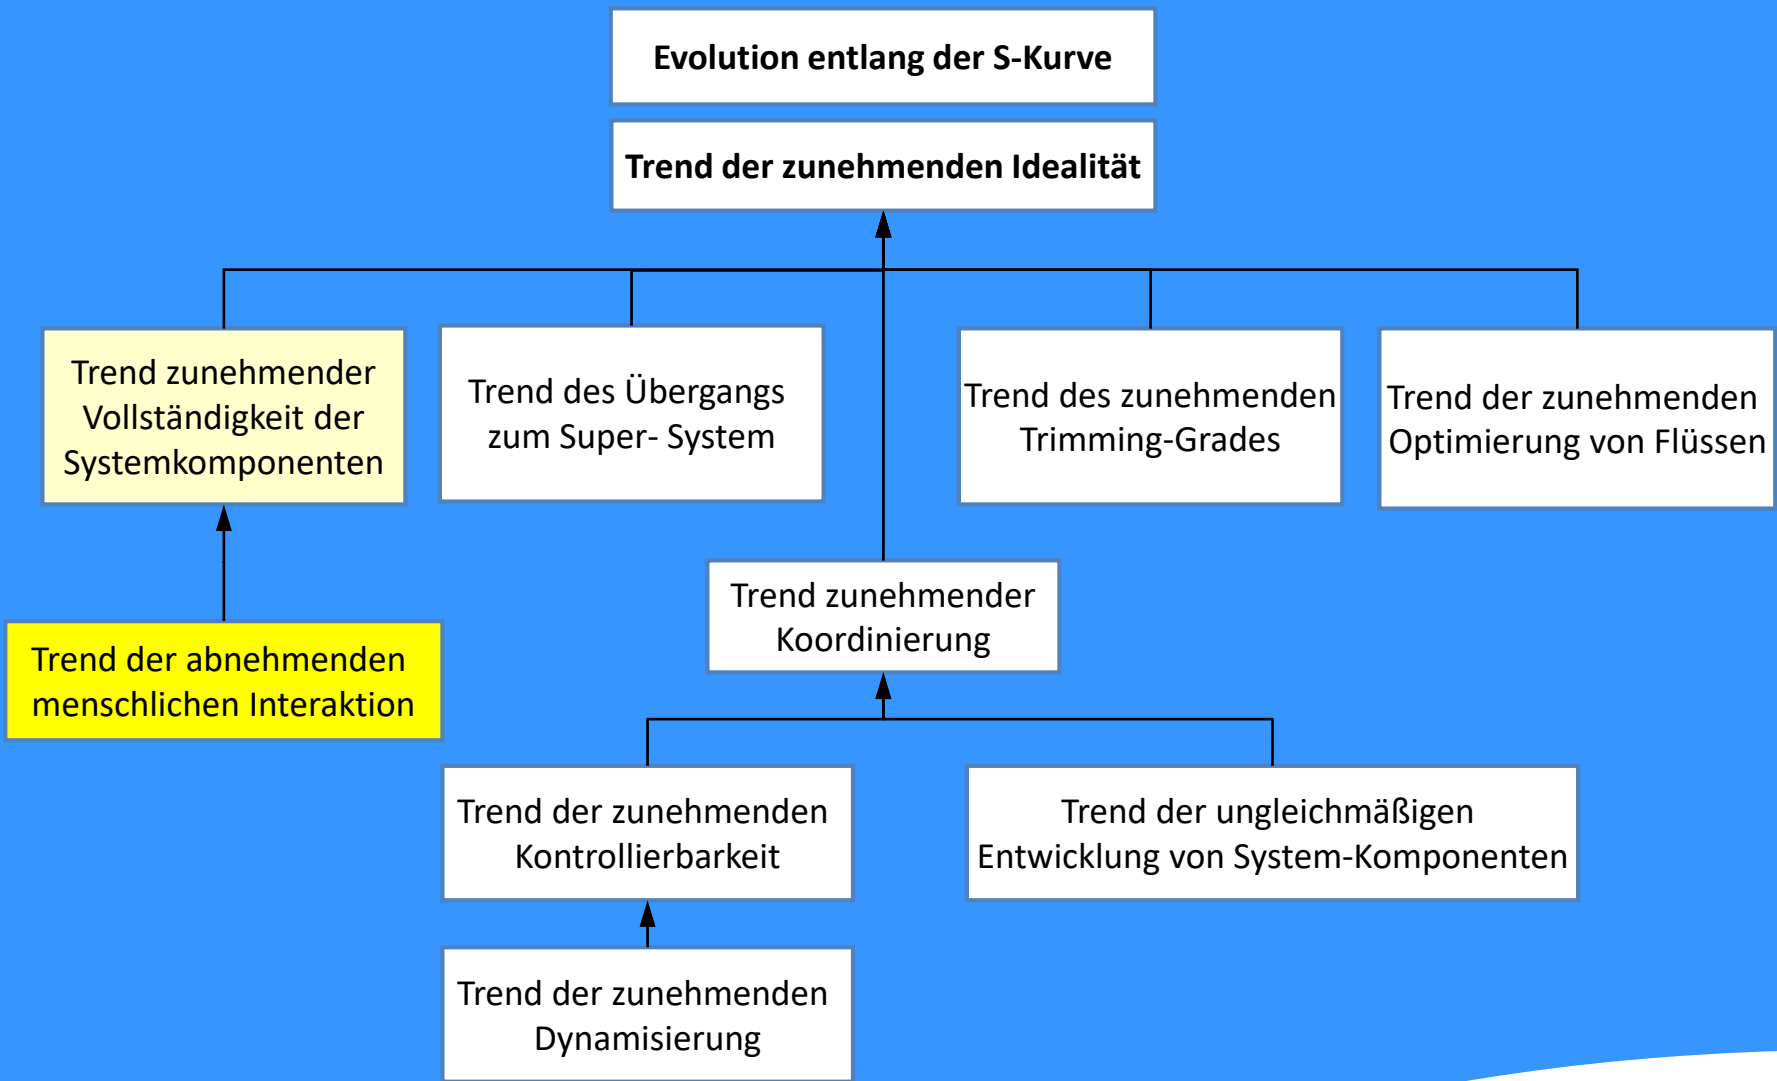 Evolution entlang der S-Kurve
Trend der zunehmenden Idealität
Trend zunehmender
Vollständigkeit der
Systemkomponenten
Trend des Übergangs
zum Super- System
Trend des zunehmenden
Trimming-Grades
Trend der zunehmenden
Optimierung von Flüssen
Trend zunehmender
Koordinierung
Trend der abnehmenden
menschlichen Interaktion
Trend der zunehmenden
Kontrollierbarkeit
Trend der ungleichmäßigen
Entwicklung von System-Komponenten
Trend der zunehmenden
Dynamisierung